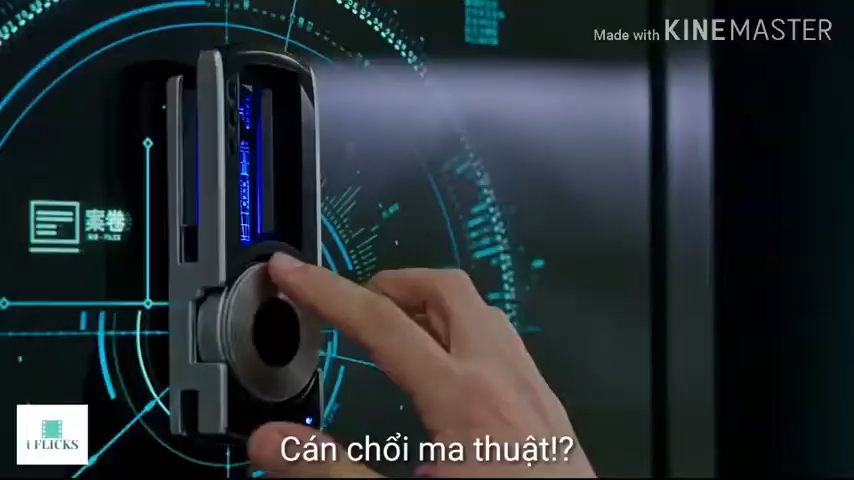 Made with KINEMASTER
案卷
i FLICKS
Cán chổi ma thuật!?